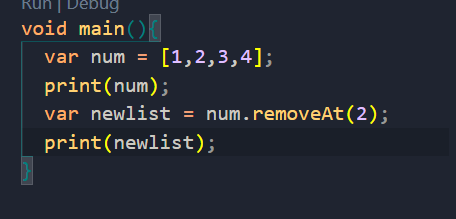 Run | Debug
void main(){
  var num = [1,2,3,4];
  print(num);
  var newlist = num.removeAt(2);
  print(newlist);
}